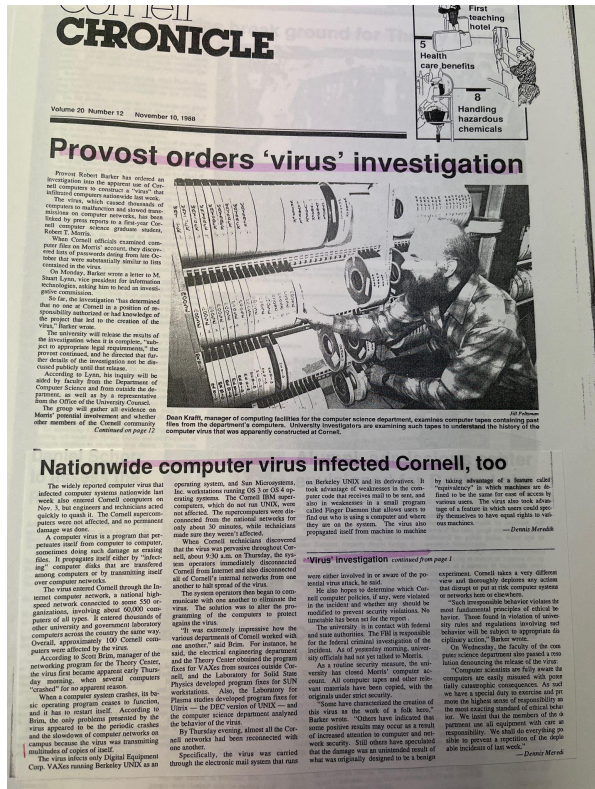 Cornell
CHRONICLE
First
teaching
hotel
5
Health
care benefits
8
Handling
hazardous
chemicals
Volume 20 Number 12 November 10, 1988
Provost orders 'virus' investigation
Provost Robert Barker has ordered an
investigation into the apparent use of Cor-
nell computers to construct a "virus" that
infiltrated computers nationwide last week.
The virus, which caused thousands of
computers to malfunction and slowed trans-
missions on computer networks, has been
linked by press reports to a first-year Cor-
nell computer science graduate student,
Robert T. Morris.
When Cornell officials examined com-
puter files on Morris' account, they discov-
ered lists of passwords dating from late Oc-
tober that were substantially similar to lists
contained in the virus.
On Monday, Barker wrote a letter to M.
Stuart Lynn, vice president for information
technologies, asking him to head an investi-
gative commission.
So far, the investigation "has determined
that no one at Cornell in a position of re-
sponsibility authorized or had knowledge of
the project that led to the creation of the
virus," Barker wrote.
The university will release the results of
the investigation when it is complete, "sub-
ject to appropriate legal requirements," the
provost continued, and he directed that fur-
ther details of the investigation not be dis-
cussed publicly until that release.
According to Lynn, his inquiry will be
aided by faculty from the Department of
Computer Science and from outside the de-
partment, as well as by a representative
from the Office of the University Counsel.
The group will gather all evidence on
Morris' potential involvement and whether
other members of the Cornell community
Continued on page 12
Jill Peltzman
Dean Krafft, manager of computing facilities for the computer science department, examines computer tapes containing past
files from the department's computers. University investigators are examining such tapes to understand the history of the
computer virus that was apparently constructed at Cornell.
Nationwide computer virus infected Cornell, too
The widely reported computer virus that
infected computer systems nationwide last
week also entered Cornell computers on
Nov. 3, but engineers and technicians acted
quickly to quash it. The Cornell supercom-
puters were not affected, and no permanent
damage was done.
A computer virus is a program that per-
petuates itself from computer to computer,
sometimes doing such damage as erasing
files. It propagates itself either by "infect-
ing" computer disks that are transferred
among computers or by transmitting itself
over computer networks.
The virus entered Cornell through the In-
ternet computer network, a national high-
speed network connected to some 550 or-
ganizations, involving about 60,000 com-
puters of all types. It entered thousands of
other university and government laboratory
computers across the country the same way.
Overall, approximately 100 Cornell com-
puters were affected by the virus.
According to Scott Brim, manager of the
networking program for the Theory Center,
the virus first became apparent early Thurs-
day morning, when several computers
"crashed" for no apparent reason.
When a computer system crashes, its ba-
sic operating program ceases to function,
and it has to restart itself. According to
Brim, the only problems presented by the
virus appeared to be the periodic crashes
and the slowdowns of computer networks on
campus because the virus was transmitting
multitudes of copies of itself.
The virus infects only Digital Equipment
Corp. VAXes running Berkeley UNIX as an
operating system, and Sun Microsystems,
Inc. workstations running OS 3 or OS 4 op-
erating systems. The Cornell IBM super-
computers, which do not run UNIX, were
not affected. The supercomputers were dis-
connected from the national networks for
only about 30 minutes, while technicians
made sure they weren't affected.
When Cornell technicians discovered
that the virus was pervasive throughout Cor-
nell, about 9:30 a.m. on Thursday, the sys-
tem operators immediately disconnected
Cornell from Internet and also disconnected
all of Cornell's internal networks from one
another to halt spread of the virus.
The system operators then began to com-
municate with one another to eliminate the
virus. The solution was to alter the pro-
gramming of the computers to protect
against the virus.
"It was extremely impressive how the
various departments of Cornell worked with
one another," said Brim. For instance, he
said, the electrical engineering department
and the Theory Center obtained the program
fixes for VAXes from sources outside Cor-
nell, and the Laboratory for Solid State
Physics developed program fixes for SUN
workstations. Also, the Laboratory for
Plasma studies developed program fixes for
Ultrix — the DEC version of UNIX — and
the computer science department analyzed
the behavior of the virus.
By Thursday evening, almost all the Cor-
nell networks had been reconnected with
one another.
Specifically, the virus was carried
through the electronic mail system that runs
on Berkeley UNIX and its derivatives. It
took advantage of weaknesses in the com-
puter code that receives mail to be sent, and
also in weaknesses in a small program
called Finger Daemon that allows users to
find out who is using a computer and where
they are on the system. The virus also
propagated itself from machine to machine
by taking advantage of a feature called
"equivalency" in which machines are de-
fined to be the same for ease of access by
various users. The virus also took advan-
tage of a feature in which users could spec-
ify themselves to have equal rights to vari-
ous machines.
— Dennis Meredith
'Virus' investigation continued from page 1
were either involved in or aware of the po-
tential virus attack, he said.
He also hopes to determine which Cor-
nell computer policies, if any, were violated
in the incident and whether any should be
modified to prevent security violations. No
timetable has been set for the report.
The university is in contact with federal
and state authorities. The FBI is responsible
for the federal criminal investigation of the
incident. As of yesterday morning, univer-
sity officials had not yet talked to Morris.
As a routine security measure, the uni-
versity has closed Morris' computer ac-
count. All computer tapes and other rele-
vant materials have been copied, with the
originals under strict security.
"Some have characterized the creation of
this virus as the work of a folk hero,"
Barker wrote. "Others have indicated that
some positive results may occur as a result
of increased attention to computer and net-
work security. Still others have speculated
that the damage was an unintended result of
what was originally designed to be a benign
experiment. Cornell takes a very different
view and thoroughly deplores any actions
that disrupt or put at risk computer systems
or networks here or elsewhere.
"Such irresponsible behavior violates the
most fundamental principles of ethical be-
havior. Those found in violation of univer-
sity rules and regulations involving such
behavior will be subject to appropriate dis-
ciplinary action," Barker wrote.
On Wednesday, the faculty of the com-
puter science department also passed a reso-
lution denouncing the release of the virus:
"Computer scientists are fully aware tha
computers are easily misused with poten
tially catastrophic consequences. As such
we have a special duty to exercise and pro
mote the highest sense of responsibility an
the most exacting standard of ethical beha
ior. We insist that the members of the de
partment use all equipment with care an
responsibility. We shall do everything po
sible to prevent a repetition of the deplo
able incidents of last week."
— Dennis Meredi